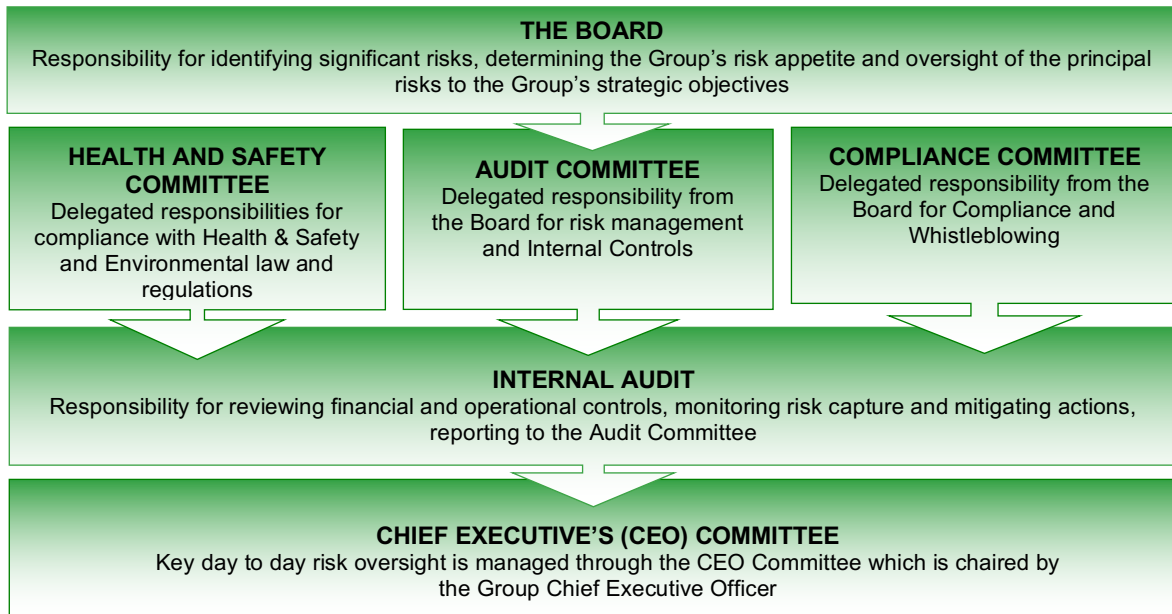 THE BOARD
Responsibility for identifying significant risks, determining the Group’s risk appetite and oversight of the principal
risks to the Group’s strategic objectives
HEALTH AND SAFETY
COMMITTEE
Delegated responsibilities for
compliance with Health & Safety
and Environmental law and
regulations
AUDIT COMMITTEE
Delegated responsibility from
the Board for risk management
and Internal Controls
COMPLIANCE COMMITTEE
Delegated responsibility from the
Board for Compliance and
Whistleblowing
INTERNAL AUDIT
Responsibility for reviewing financial and operational controls, monitoring risk capture and mitigating actions,
reporting to the Audit Committee
CHIEF EXECUTIVE’S (CEO) COMMITTEE
Key day to day risk oversight is managed through the CEO Committee which is chaired by
the Group Chief Executive Officer